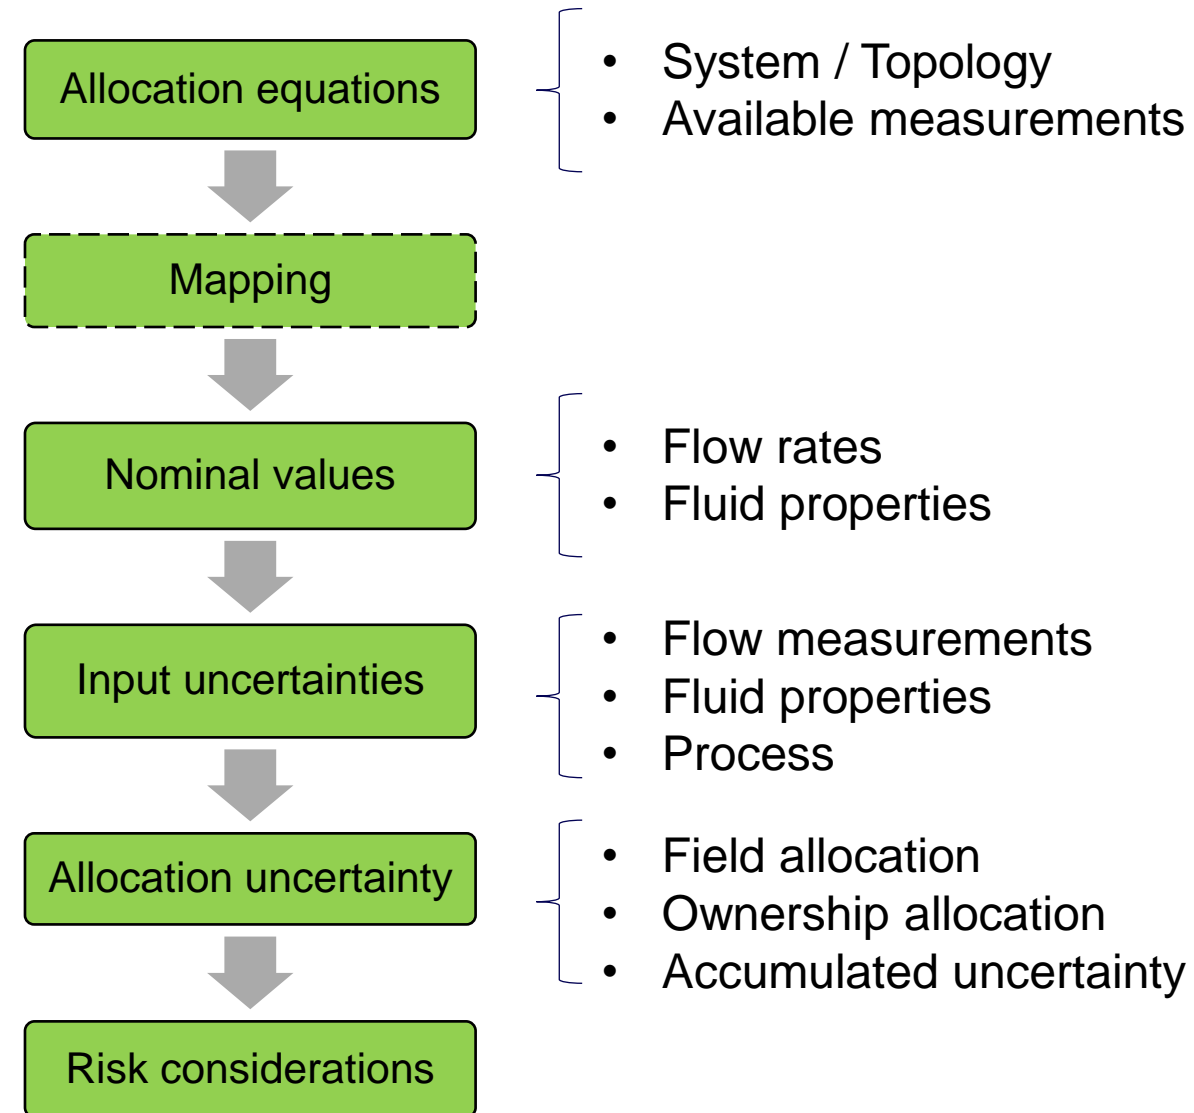 Allocation equations
• System / Topology
• Available measurements
Mapping
Nominal values
• Flow rates
• Fluid properties
Input uncertainties
• Flow measurements
• Fluid properties
• Process
Allocation uncertainty
• Field allocation
• Ownership allocation
• Accumulated uncertainty
Risk considerations